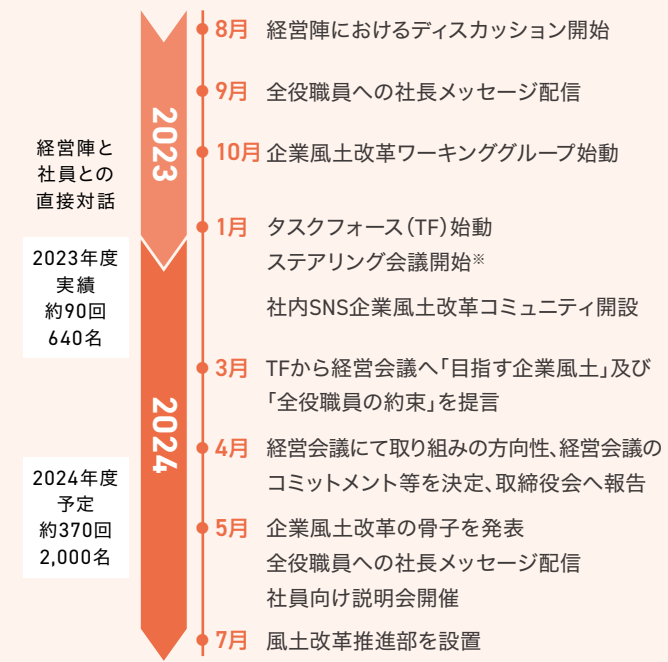 経営陣と
社員との
直接対話
2023年度
実績
約90回
640名
2024年度
予定
約370回
2,000名
2023
8月 経営陣におけるディスカッション開始
9月 全役職員への社長メッセージ配信
10月 企業風土改革ワーキンググループ始動
2024
1月 タスクフォース（TF）始動
ステアリング会議開始※
社内SNS企業風土改革コミュニティ開設
3月 TFから経営会議へ「目指す企業風土」及び
「全役職員の約束」を提言
4月 経営会議にて取り組みの方向性、経営会議の
コミットメント等を決定、取締役会へ報告
5月 企業風土改革の骨子を発表
全役職員への社長メッセージ配信
社員向け説明会開催
7月 風土改革推進部を設置